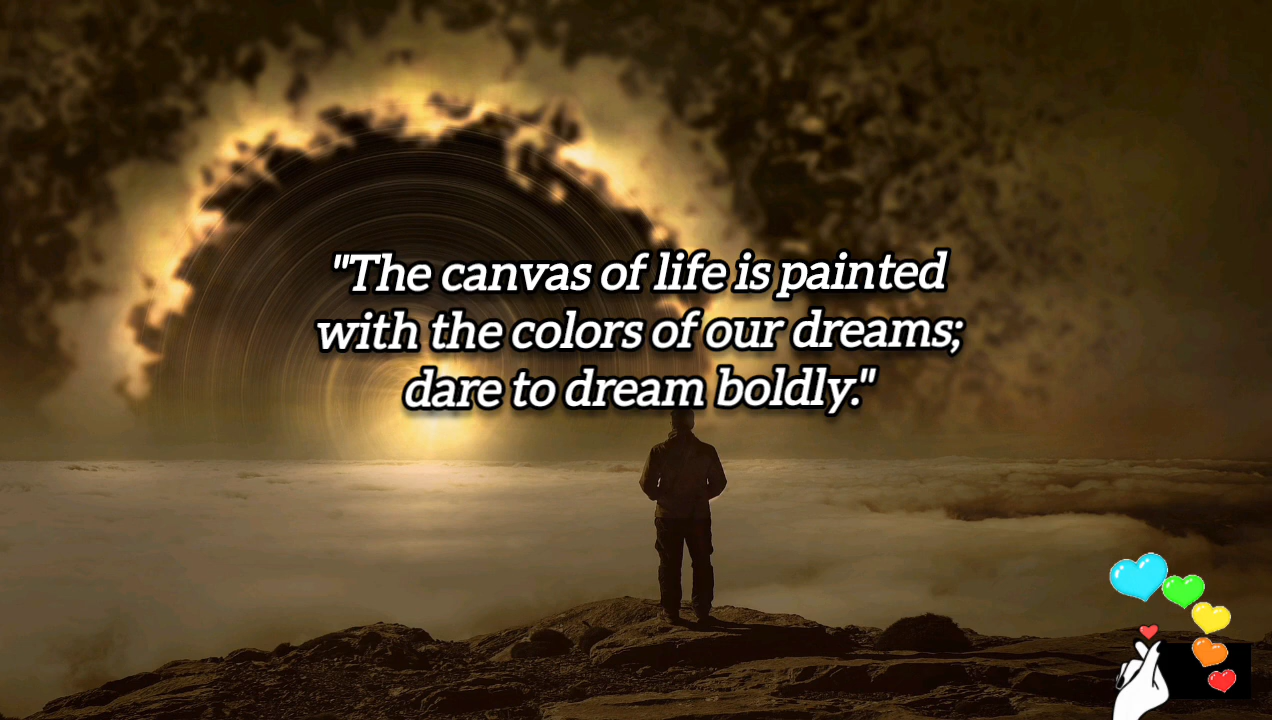 "The canvas of life is painted
with the colors of our dreams;
dare to dream boldly."